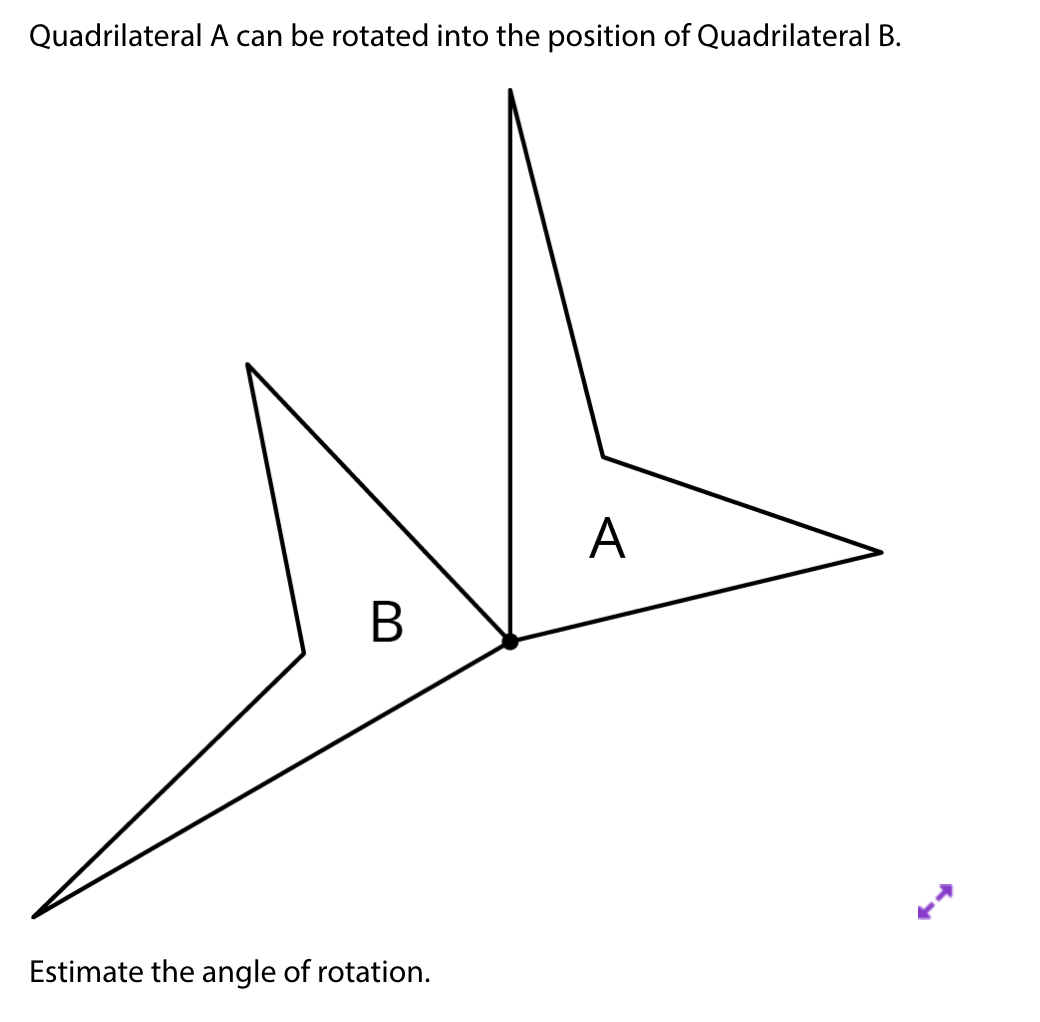 Quadrilateral A can be rotated into the position of Quadrilateral B.
A
B
Estimate the angle of rotation.